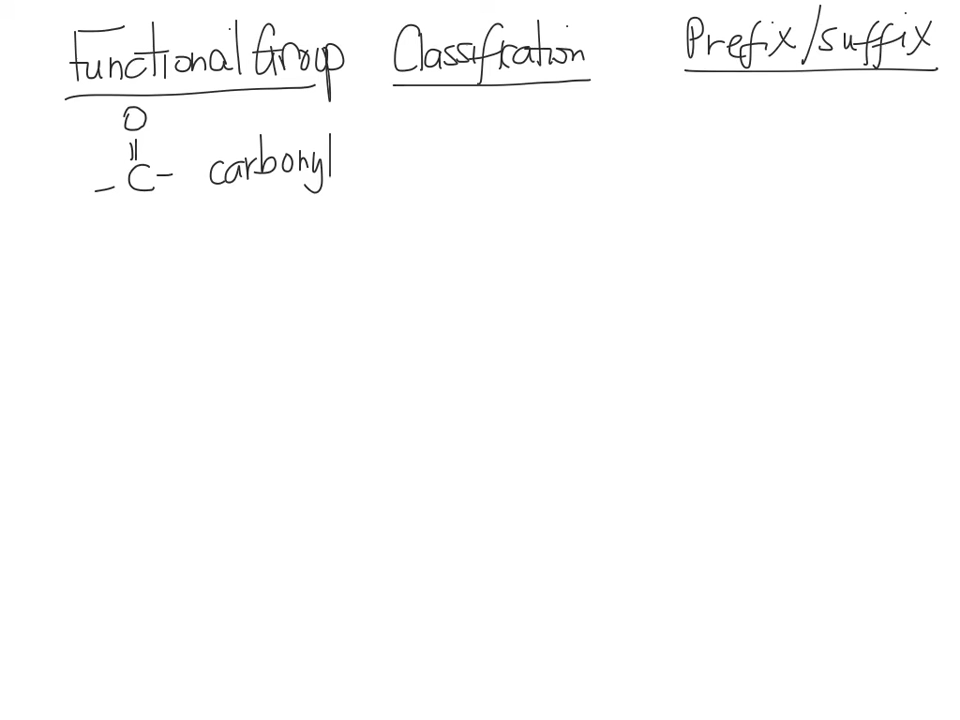 Functional Group Classification Prefix/suffix
O
||
- C - carbonyl